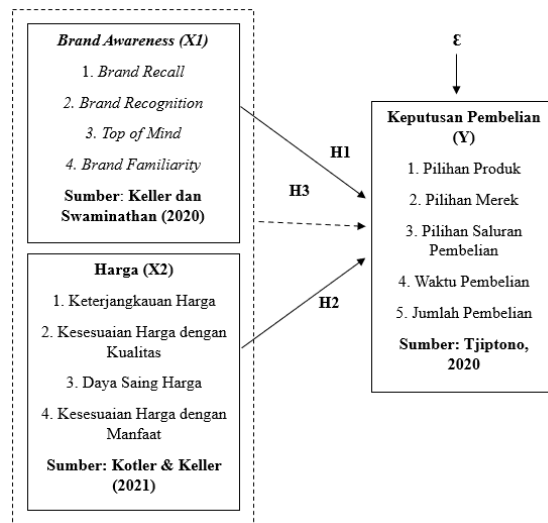 Brand Awareness (X1)
1. Brand Recall
2. Brand Recognition
3. Top of Mind
4. Brand Familiarity
Sumber: Keller dan
Swaminathan (2020)
Harga (X2)
1. Keterjangkauan Harga
2. Kesesuaian Harga dengan
Kualitas
3. Daya Saing Harga
4. Kesesuaian Harga dengan
Manfaat
Sumber: Kotler & Keller
(2021)
H1
H3
H2
ε
Keputusan Pembelian
(Y)
1. Pilihan Produk
2. Pilihan Merek
3. Pilihan Saluran
Pembelian
4. Waktu Pembelian
5. Jumlah Pembelian
Sumber: Tjiptono,
2020